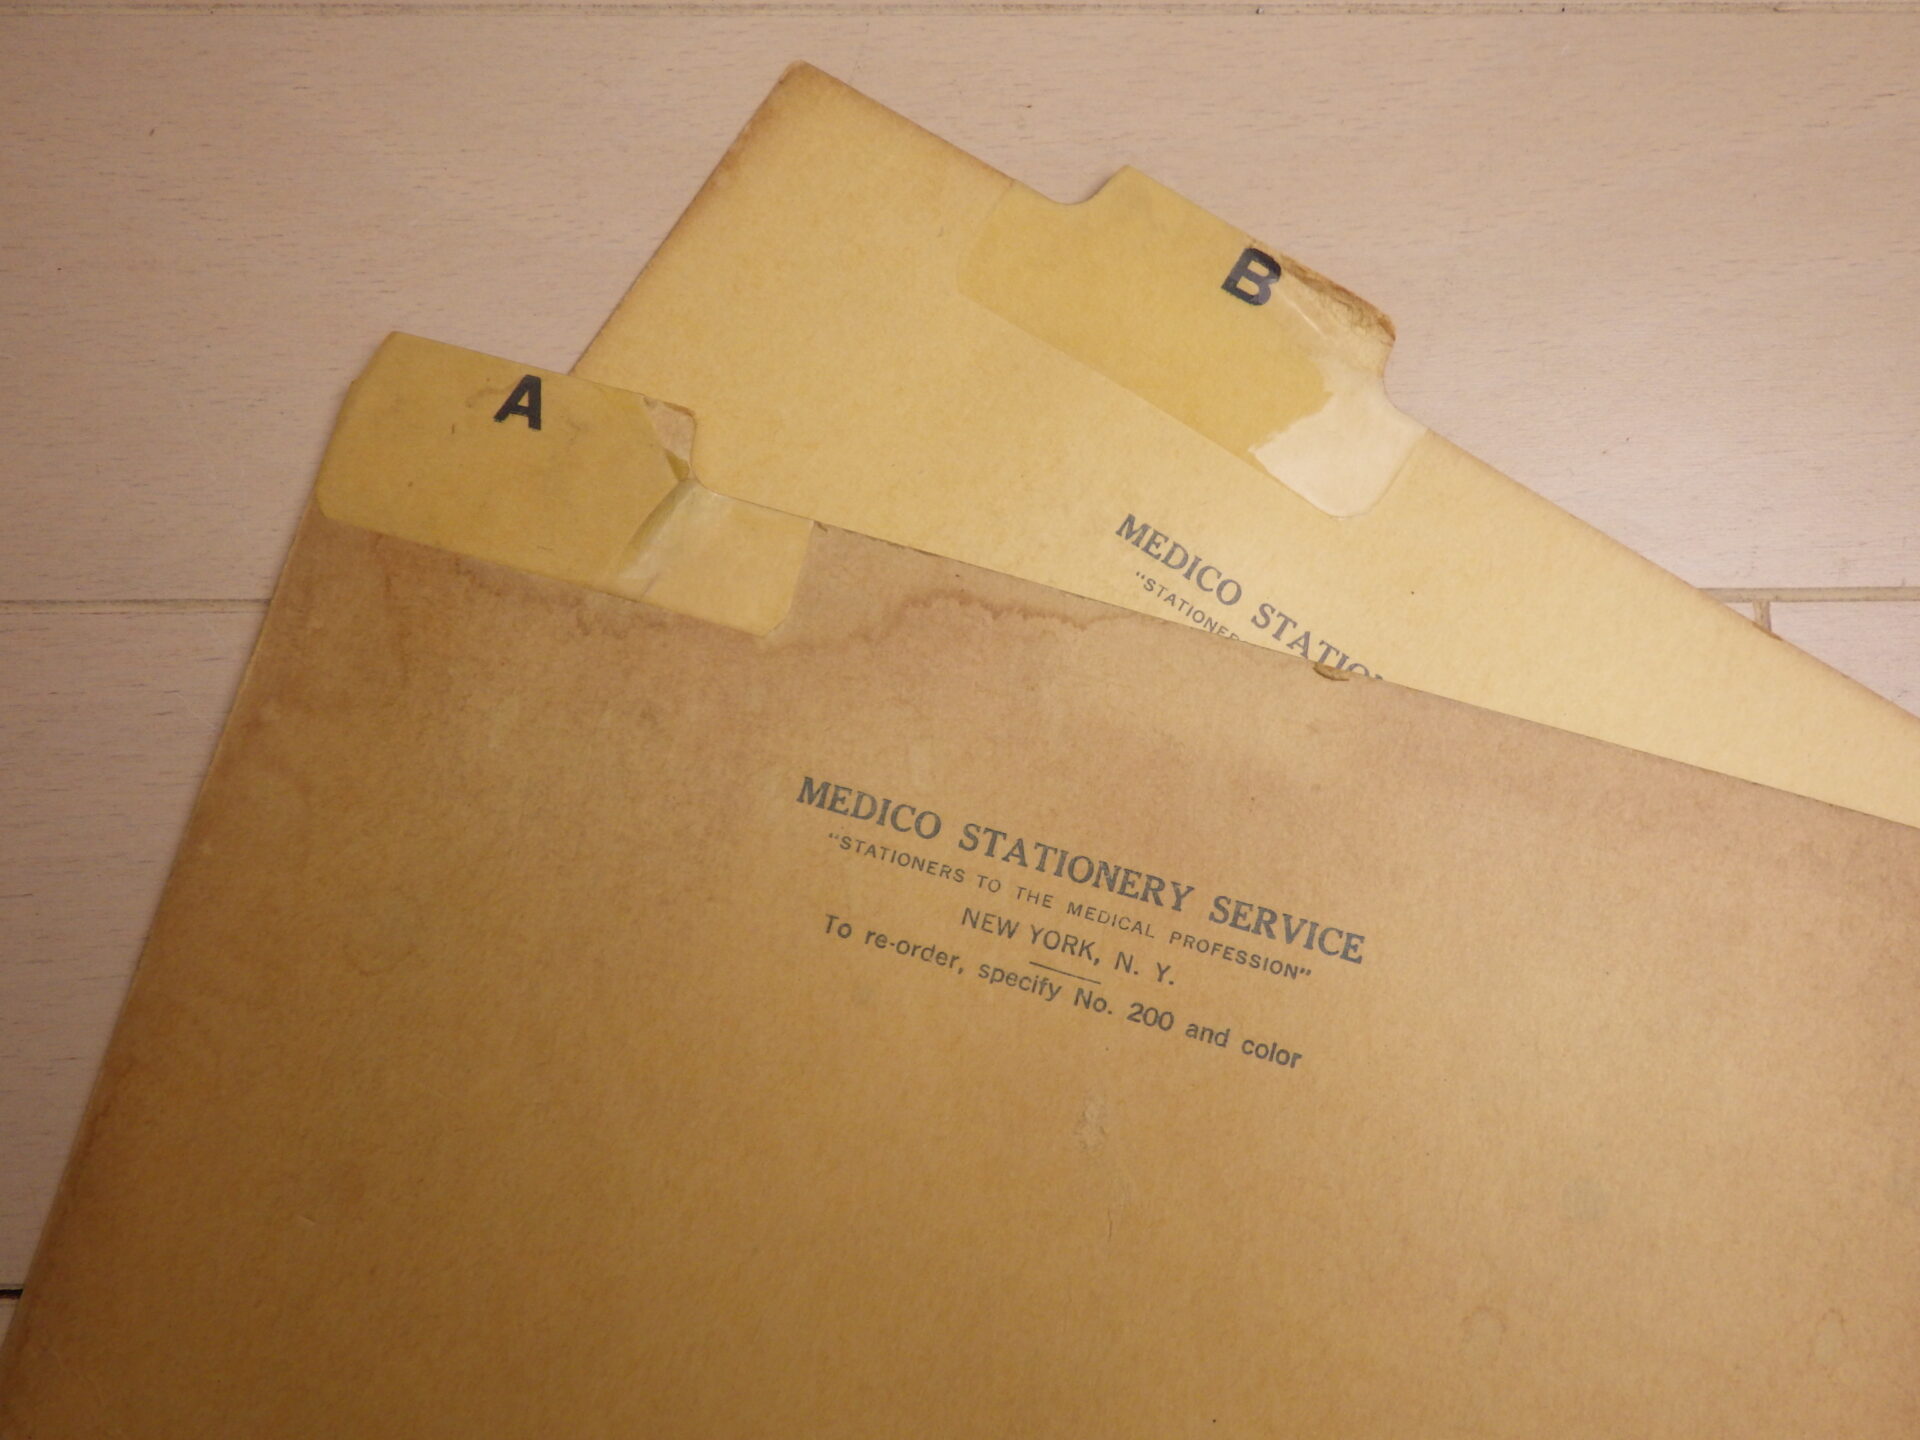 B
A
MEDICO
"STATIONER
MEDICO STATIONERY SERVICE
"STATIONERS TO THE MEDICAL PROFESSION"
NEW YORK, N. Y.
To re-order, specify No. 200 and color